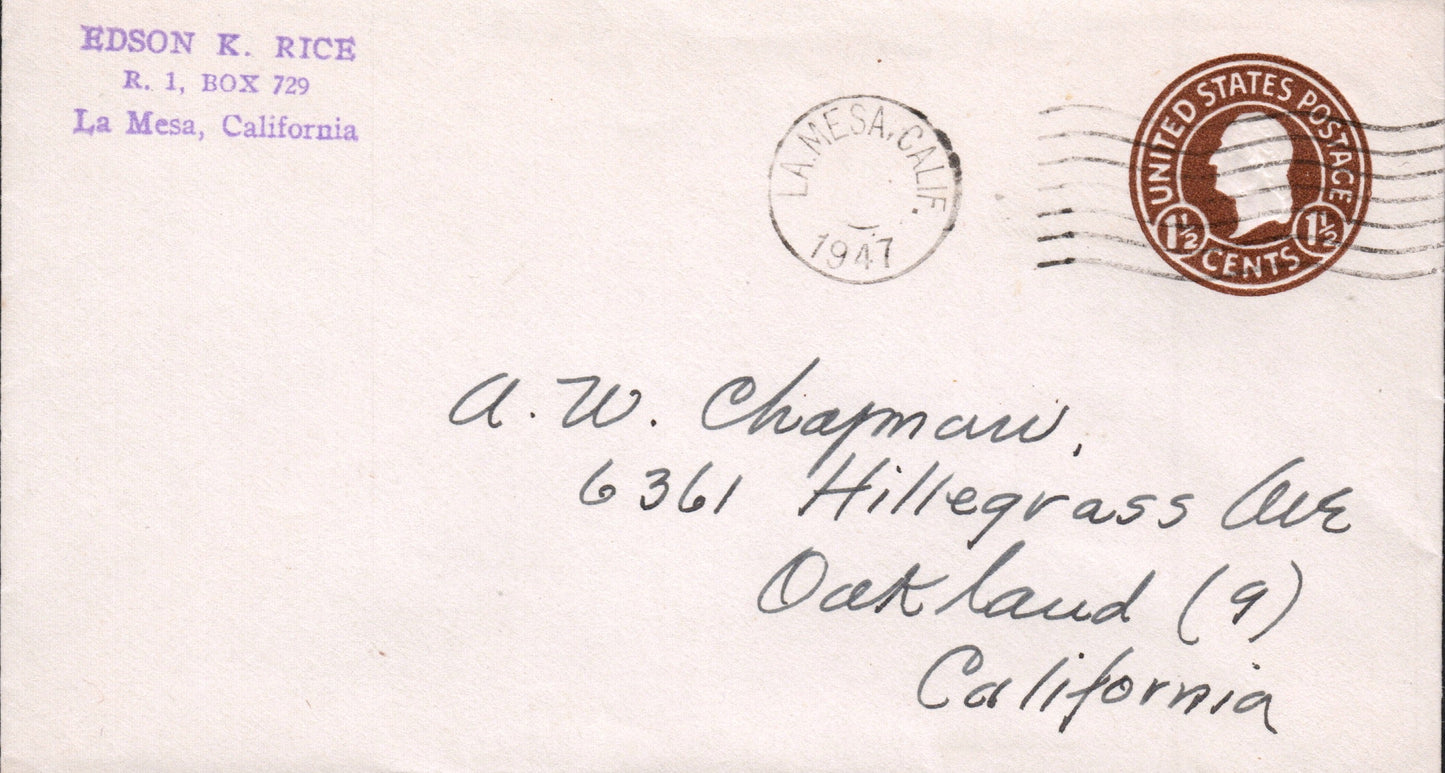 EDSON K. RICE
R. 1, BOX 729
La Mesa, California
LA MESA, CALIF.
1947
UNITED STATES POSTAGE
1½ CENTS 1½
A. W. Chapman,
6361 Hillegrass Ave
Oakland (9)
California